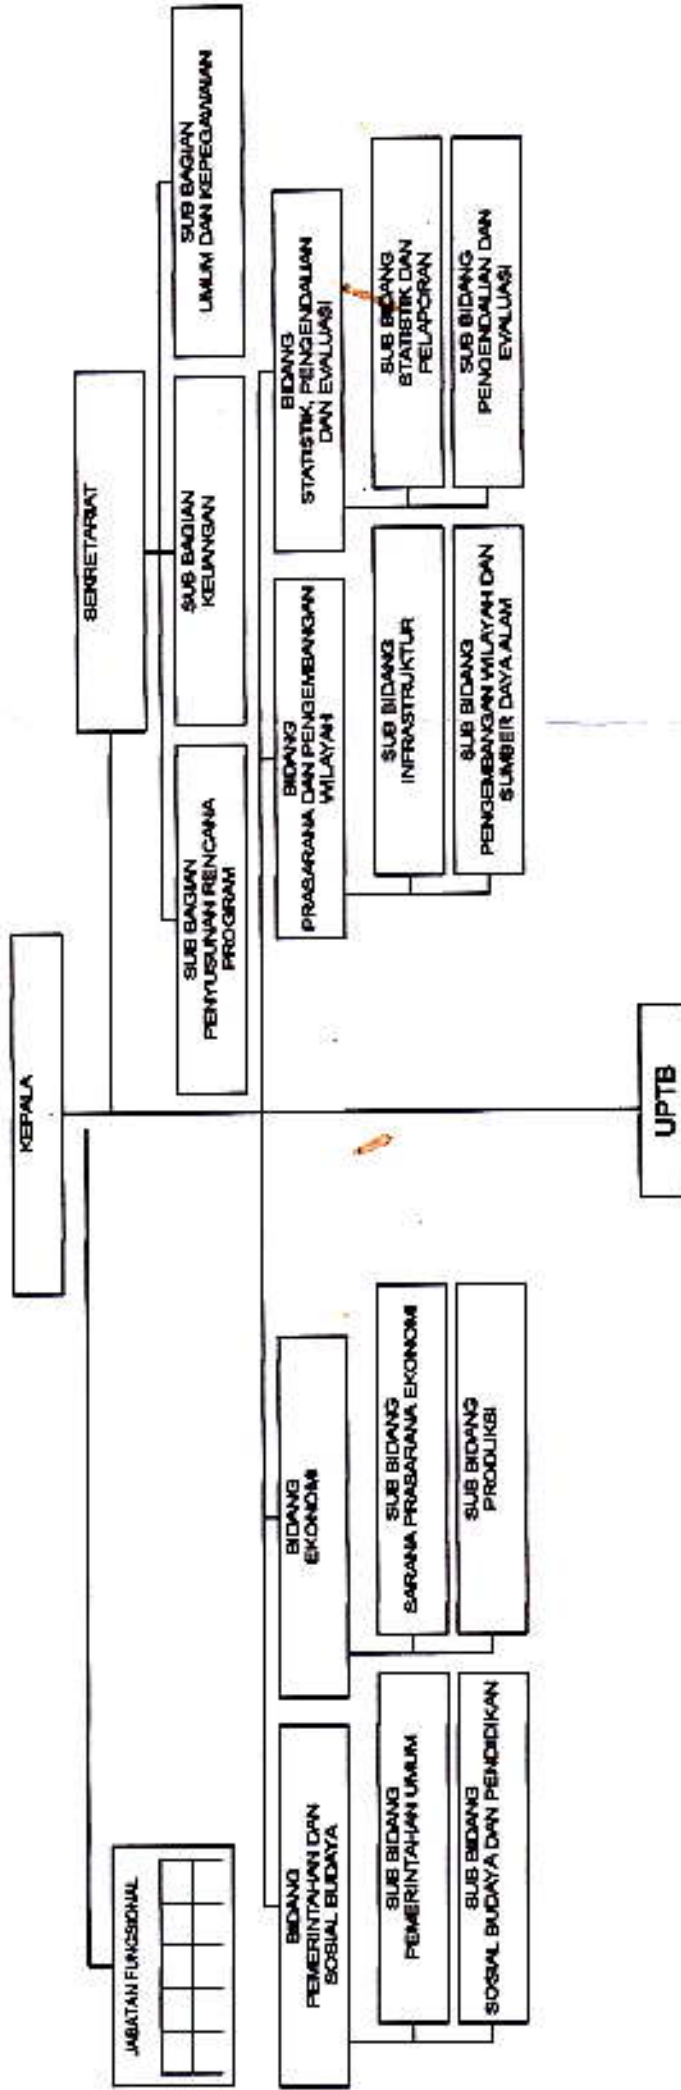 KEPALA
JABATAN FUNGSIONAL
SEKRETARIAT
SUB BAGIAN
PENYUSUNAN RENCANA
PROGRAM
SUB BAGIAN
KEUANGAN
SUB BAGIAN
UMUM DAN KEPEGAWAIAN
BIDANG
PEMERINTAHAN DAN
SOSIAL BUDAYA
BIDANG
EKONOMI
BIDANG
PRASARANA DAN PENGEMBANGAN
WILAYAH
BIDANG
STATISTIK, PENGENDALIAN
DAN EVALUASI
SUB BIDANG
PEMERINTAHAN UMUM
SUB BIDANG
SARANA PRASARANA EKONOMI
SUB BIDANG
INFRASTRUKTUR
SUB BIDANG
STATISTIK DAN
PELAPORAN
SUB BIDANG
SOSIAL BUDAYA DAN PENDIDIKAN
SUB BIDANG
PRODUKSI
SUB BIDANG
PENGEMBANGAN WILAYAH DAN
SUMBER DAYA ALAM
SUB BIDANG
PENGENDALIAN DAN
EVALUASI
UPTB